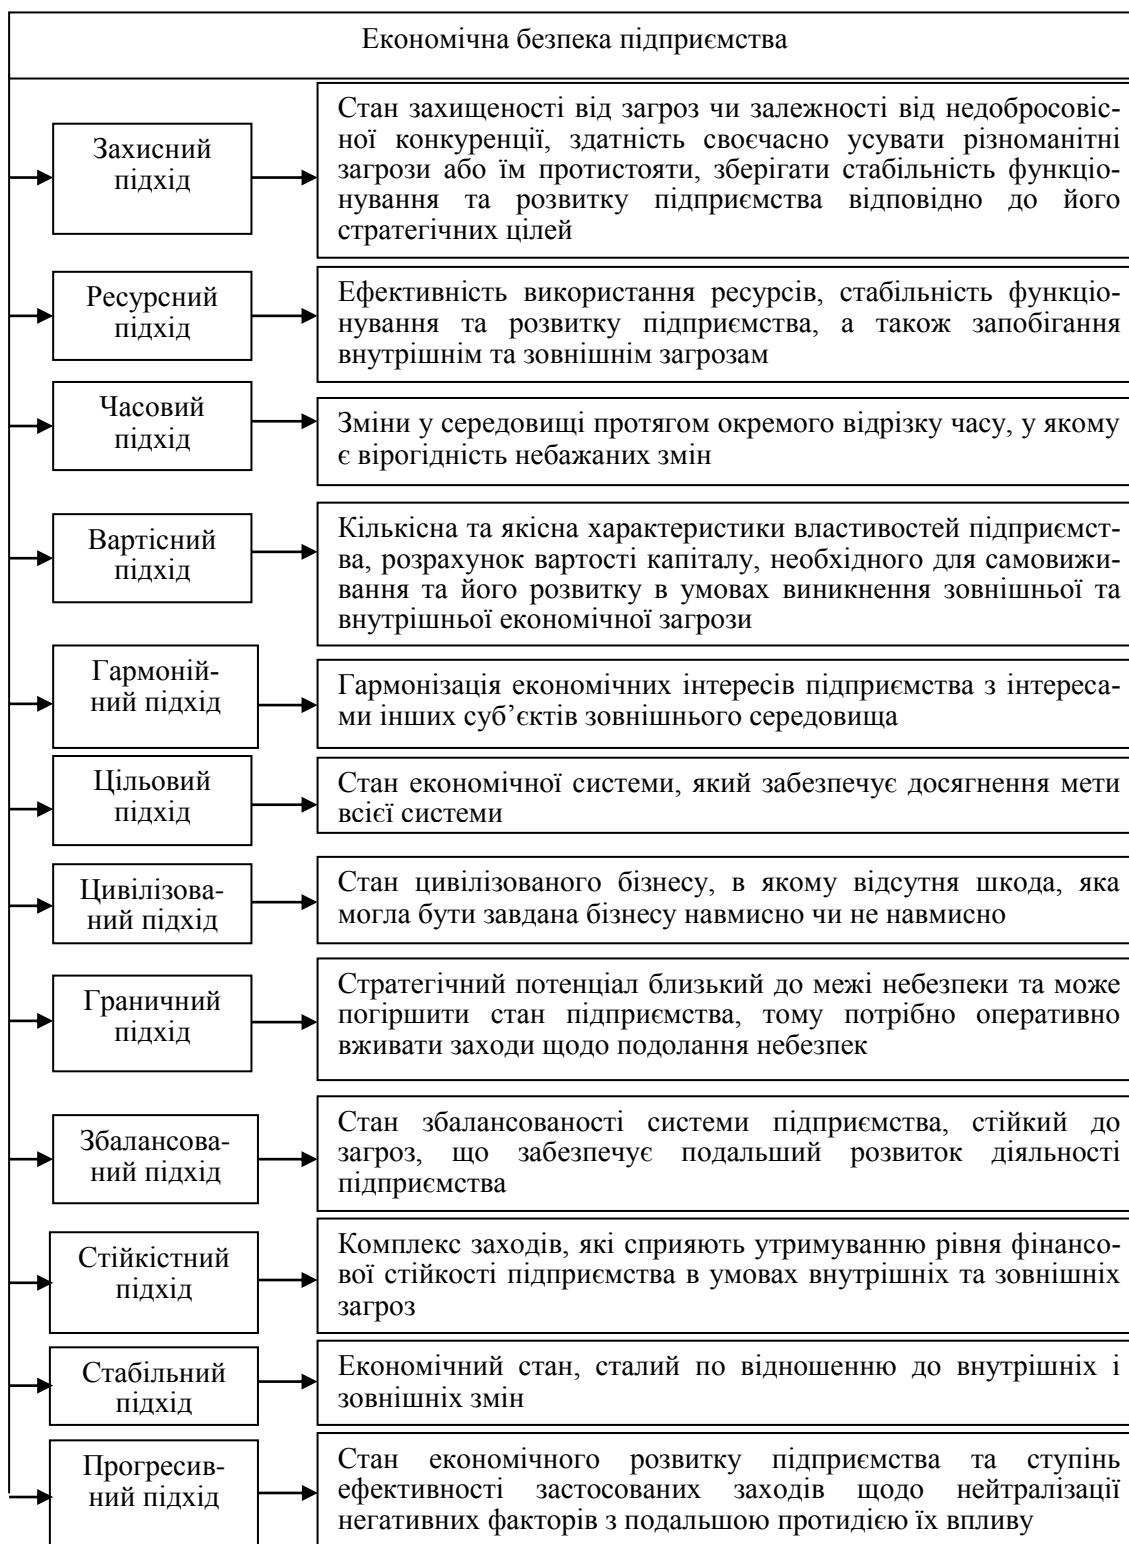 Економічна безпека підприємства
Захисний
підхід
Стан захищеності від загроз чи залежності від недобросовіс-
ної конкуренції, здатність своєчасно усувати різноманітні
загрози або їм протистояти, зберігати стабільність функціо-
нування та розвитку підприємства відповідно до його
стратегічних цілей
Ресурсний
підхід
Ефективність використання ресурсів, стабільність функціо-
нування та розвитку підприємства, а також запобігання
внутрішнім та зовнішнім загрозам
Часовий
підхід
Зміни у середовищі протягом окремого відрізку часу, у якому
є вірогідність небажаних змін
Вартісний
підхід
Кількісна та якісна характеристики властивостей підприємст-
ва, розрахунок вартості капіталу, необхідного для самовижи-
вання та його розвитку в умовах виникнення зовнішньої та
внутрішньої економічної загрози
Гармоній-
ний підхід
Гармонізація економічних інтересів підприємства з інтереса-
ми інших суб’єктів зовнішнього середовища
Цільовий
підхід
Стан економічної системи, який забезпечує досягнення мети
всієї системи
Цивілізова-
ний підхід
Стан цивілізованого бізнесу, в якому відсутня шкода, яка
могла бути завдана бізнесу навмисно чи не навмисно
Граничний
підхід
Стратегічний потенціал близький до межі небезпеки та може
погіршити стан підприємства, тому потрібно оперативно
вживати заходи щодо подолання небезпек
Збалансова-
ний підхід
Стан збалансованості системи підприємства, стійкий до
загроз, що забезпечує подальший розвиток діяльності
підприємства
Стійкістний
підхід
Комплекс заходів, які сприяють утримуванню рівня фінансо-
вої стійкості підприємства в умовах внутрішніх та зовнішніх
загроз
Стабільний
підхід
Економічний стан, сталий по відношенню до внутрішніх і
зовнішніх змін
Прогресив-
ний підхід
Стан економічного розвитку підприємства та ступінь
ефективності застосованих заходів щодо нейтралізації
негативних факторів з подальшою протидією їх впливу